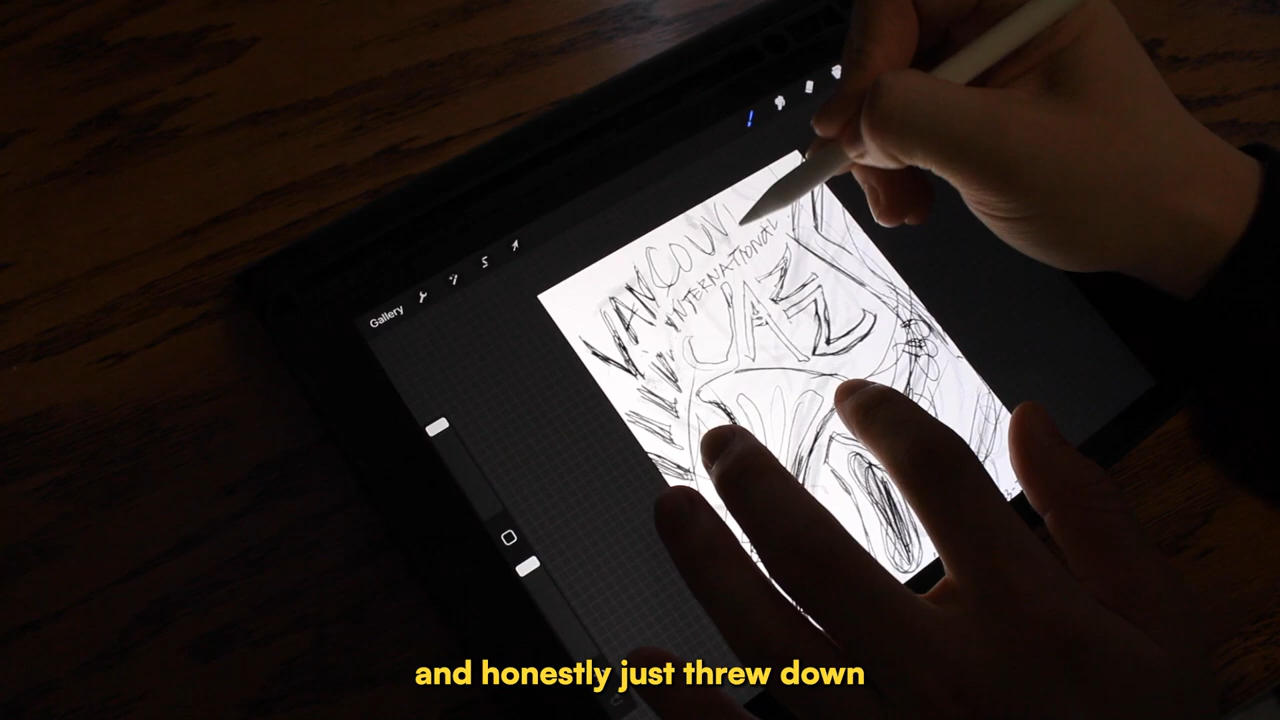 Gallery
VANCOUV
INTERNATIONAL
JAZZ
and honestly just threw down